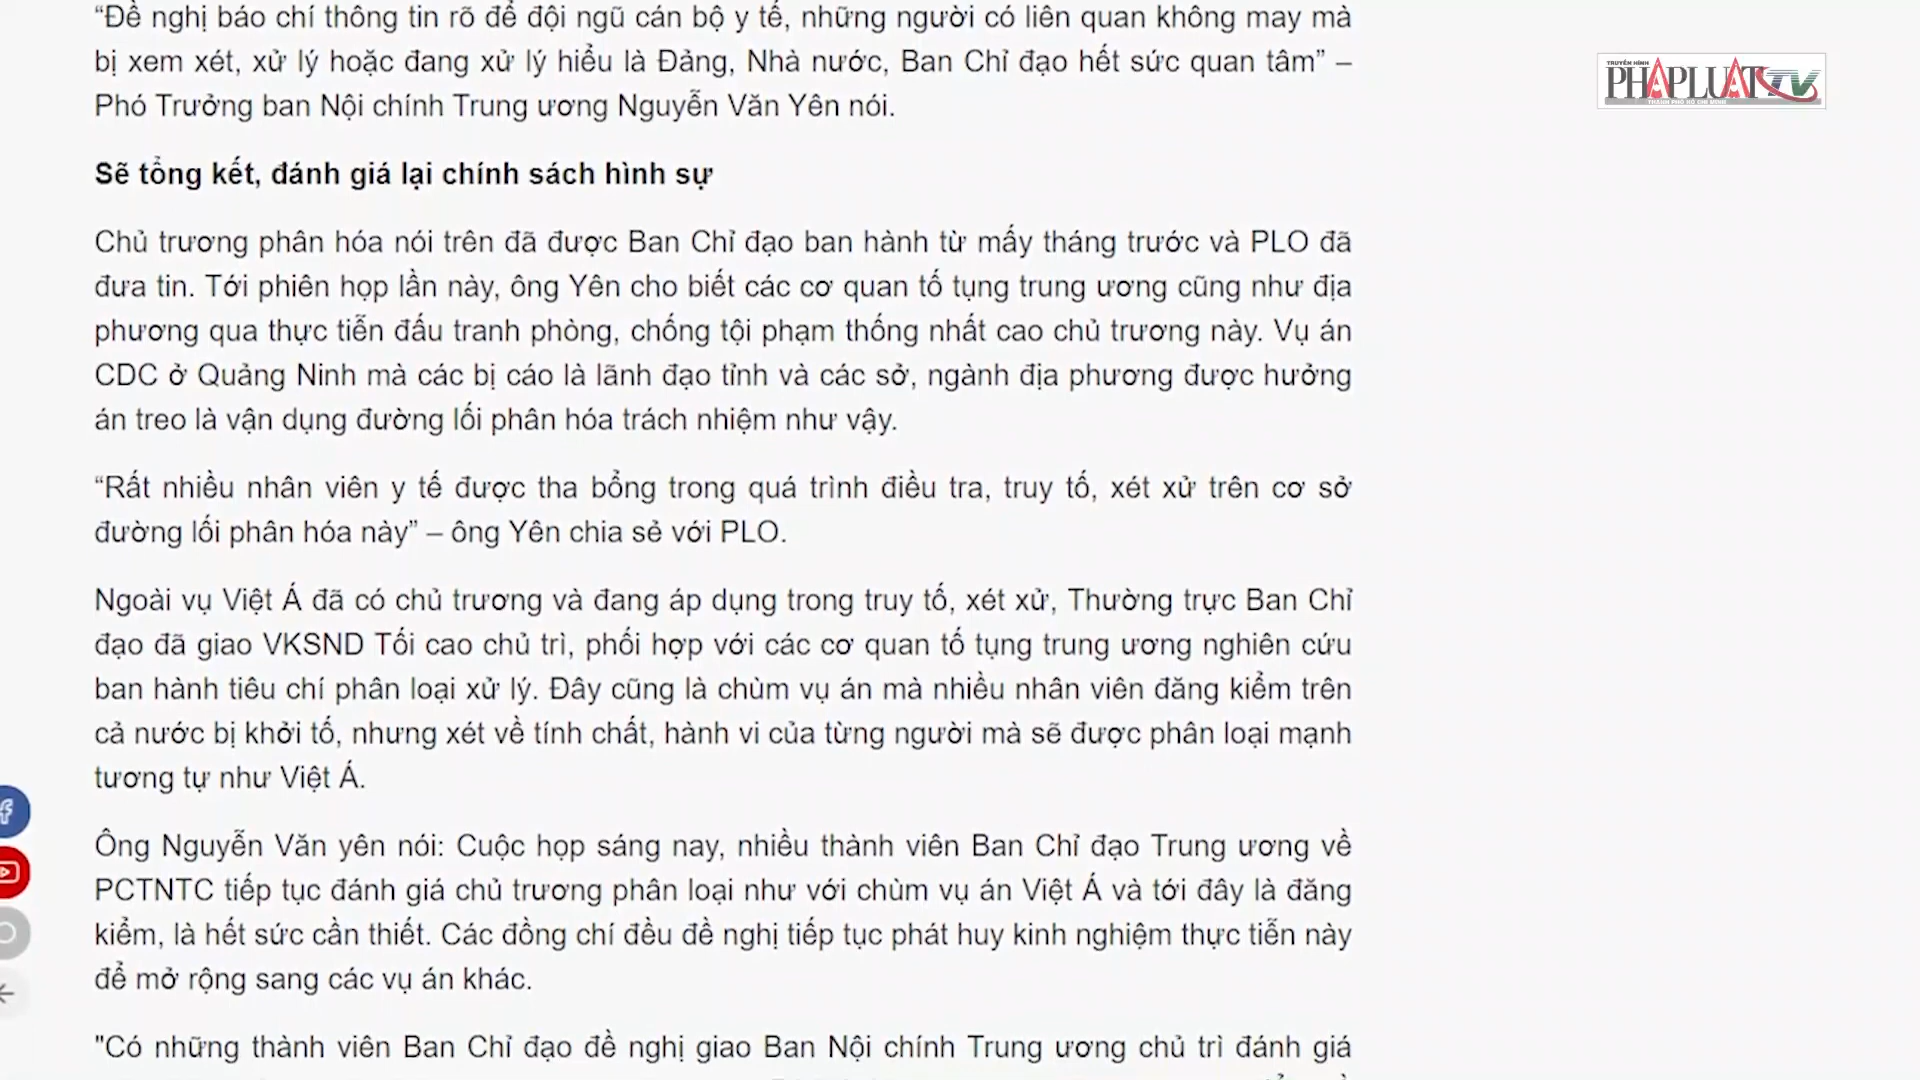 “Đề nghị báo chí thông tin rõ để đội ngũ cán bộ y tế, những người có liên quan không may mà
bị xem xét, xử lý hoặc đang xử lý hiểu là Đảng, Nhà nước, Ban Chỉ đạo hết sức quan tâm” –
Phó Trưởng ban Nội chính Trung ương Nguyễn Văn Yên nói.
TRUYỀN HÌNH
PHÁPLUẬT TV
THÀNH PHỐ HỒ CHÍ MINH
Sẽ tổng kết, đánh giá lại chính sách hình sự
Chủ trương phân hóa nói trên đã được Ban Chỉ đạo ban hành từ mấy tháng trước và PLO đã
đưa tin. Tới phiên họp lần này, ông Yên cho biết các cơ quan tố tụng trung ương cũng như địa
phương qua thực tiễn đấu tranh phòng, chống tội phạm thống nhất cao chủ trương này. Vụ án
CDC ở Quảng Ninh mà các bị cáo là lãnh đạo tỉnh và các sở, ngành địa phương được hưởng
án treo là vận dụng đường lối phân hóa trách nhiệm như vậy.
“Rất nhiều nhân viên y tế được tha bổng trong quá trình điều tra, truy tố, xét xử trên cơ sở
đường lối phân hóa này” – ông Yên chia sẻ với PLO.
Ngoài vụ Việt Á đã có chủ trương và đang áp dụng trong truy tố, xét xử, Thường trực Ban Chỉ
đạo đã giao VKSND Tối cao chủ trì, phối hợp với các cơ quan tố tụng trung ương nghiên cứu
ban hành tiêu chí phân loại xử lý. Đây cũng là chùm vụ án mà nhiều nhân viên đăng kiểm trên
cả nước bị khởi tố, nhưng xét về tính chất, hành vi của từng người mà sẽ được phân loại mạnh
tương tự như Việt Á.
Ông Nguyễn Văn yên nói: Cuộc họp sáng nay, nhiều thành viên Ban Chỉ đạo Trung ương về
PCTNTC tiếp tục đánh giá chủ trương phân loại như với chùm vụ án Việt Á và tới đây là đăng
kiểm, là hết sức cần thiết. Các đồng chí đều đề nghị tiếp tục phát huy kinh nghiệm thực tiễn này
để mở rộng sang các vụ án khác.
"Có những thành viên Ban Chỉ đạo đề nghị giao Ban Nội chính Trung ương chủ trì đánh giá